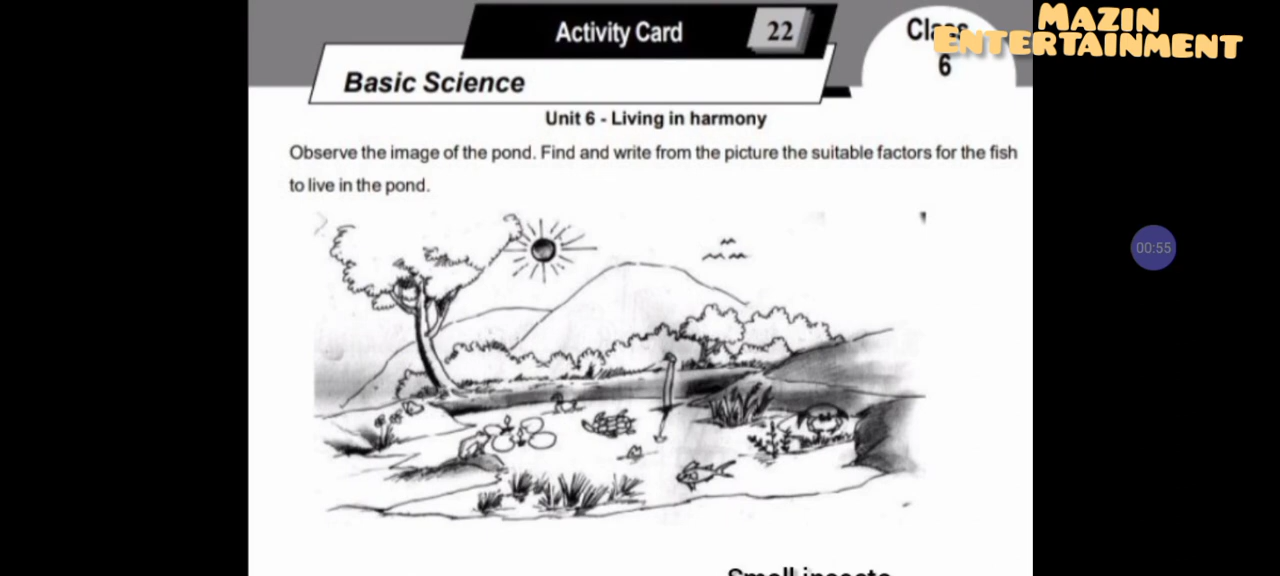 Activity Card 22
Class
6
MAZIN
ENTERTAINMENT
Basic Science
Unit 6 - Living in harmony
Observe the image of the pond. Find and write from the picture the suitable factors for the fish
to live in the pond.
00:55
Small insects